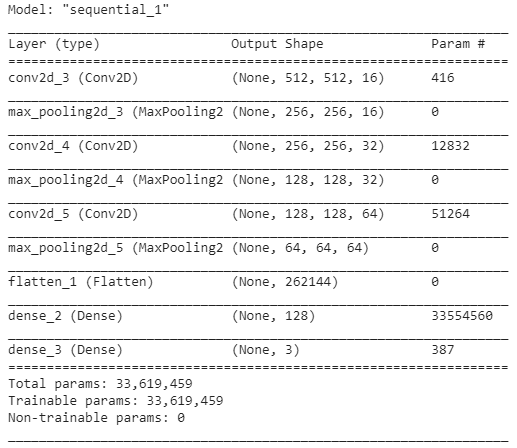 Model: "sequential_1"
Layer (type) Output Shape Param #
conv2d_3 (Conv2D) (None, 512, 512, 16) 416
max_pooling2d_3 (MaxPooling2 (None, 256, 256, 16) 0
conv2d_4 (Conv2D) (None, 256, 256, 32) 12832
max_pooling2d_4 (MaxPooling2 (None, 128, 128, 32) 0
conv2d_5 (Conv2D) (None, 128, 128, 64) 51264
max_pooling2d_5 (MaxPooling2 (None, 64, 64, 64) 0
flatten_1 (Flatten) (None, 262144) 0
dense_2 (Dense) (None, 128) 33554560
dense_3 (Dense) (None, 3) 387
Total params: 33,619,459
Trainable params: 33,619,459
Non-trainable params: 0